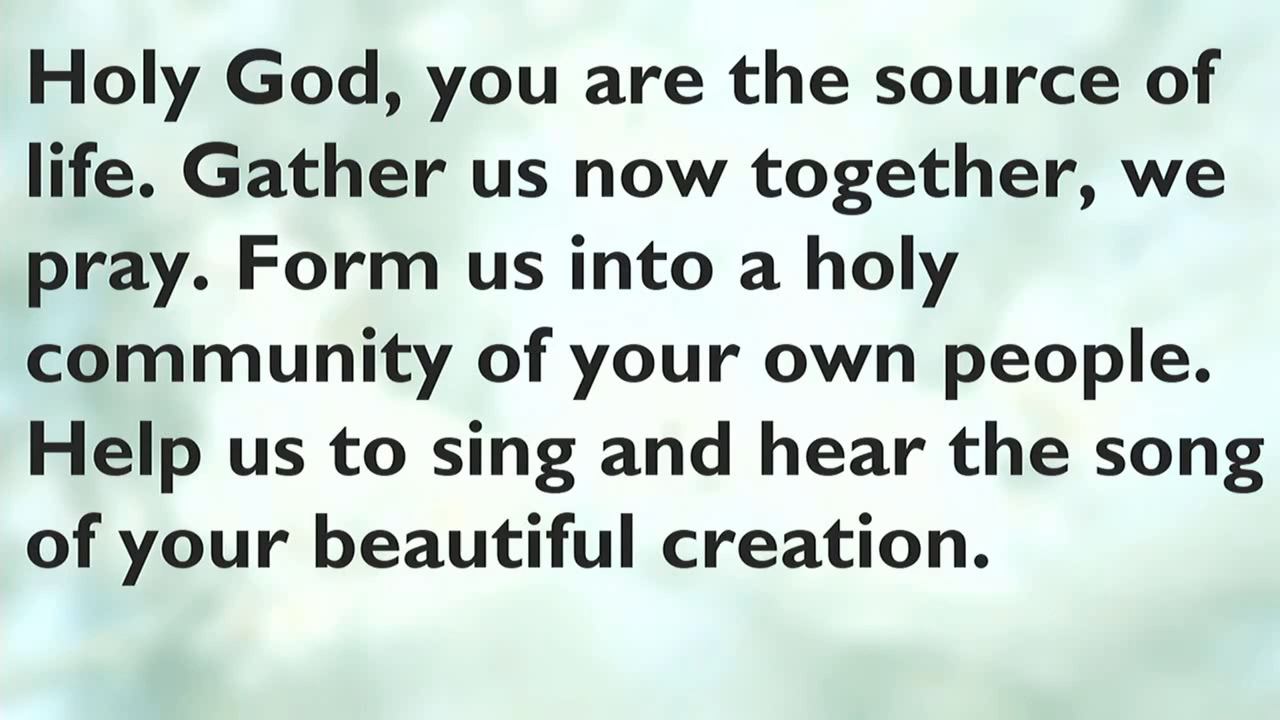 Holy God, you are the source of
life. Gather us now together, we
pray. Form us into a holy
community of your own people.
Help us to sing and hear the song
of your beautiful creation.